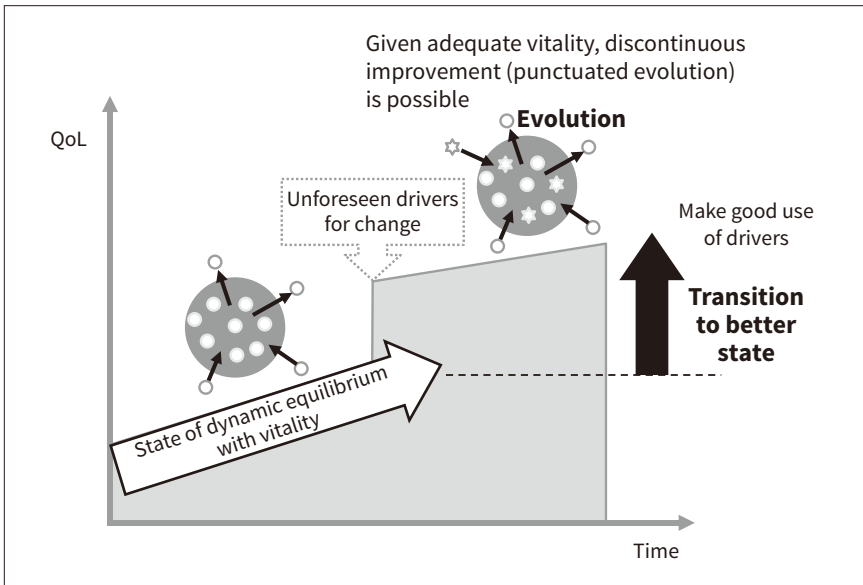 Given adequate vitality, discontinuous
improvement (punctuated evolution)
is possible
Evolution
QoL
Unforeseen drivers
for change
Make good use
of drivers
Transition
to better
state
State of dynamic equilibrium
with vitality
Time